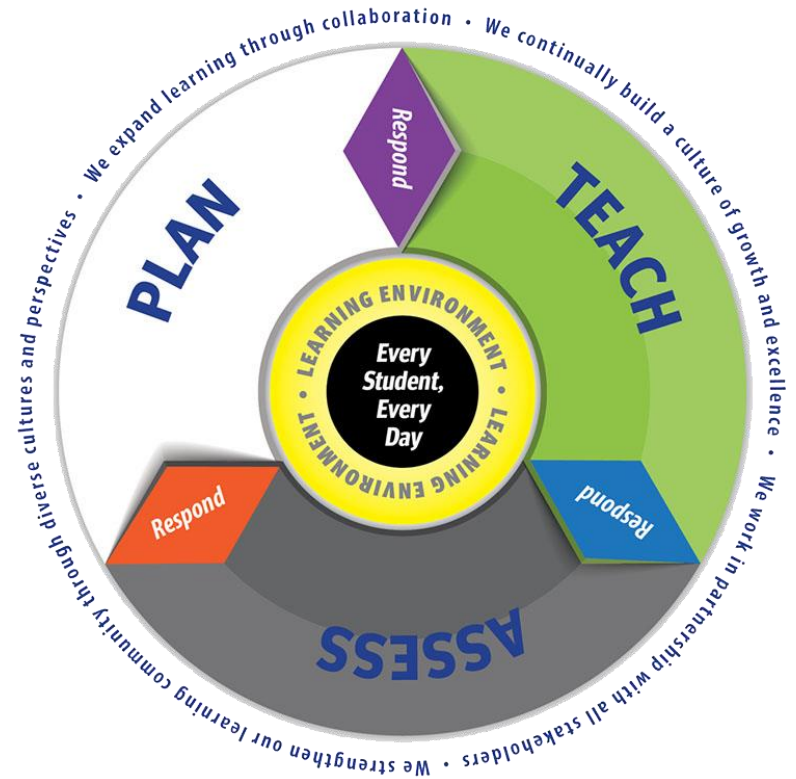 We expand learning through collaboration • We continually build a culture of growth and excellence • We work in partnership with all stakeholders • We strengthen our learning community through diverse cultures and perspectives •
PLAN
Respond
TEACH
Respond
ASSESS
Respond
LEARNING ENVIRONMENT • LEARNING ENVIRONMENT •
Every
Student,
Every
Day